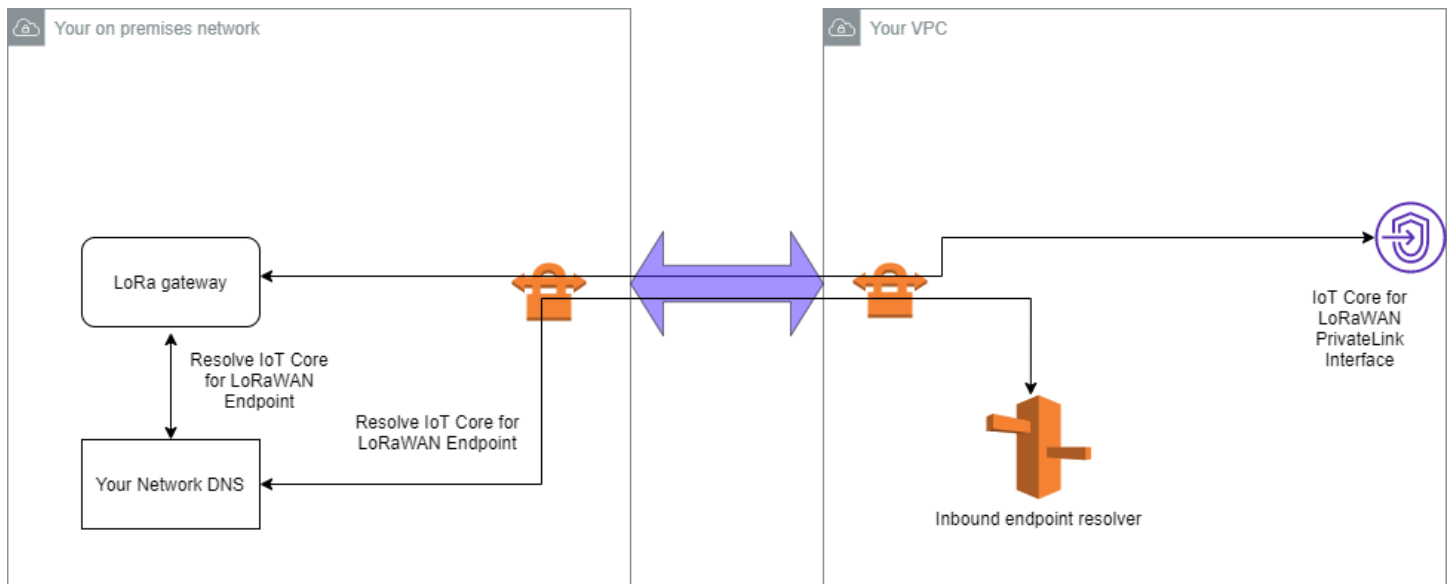 Your on premises network
Your VPC
LoRa gateway
Resolve IoT Core
for LoRaWAN
Endpoint
Resolve IoT Core for
LoRaWAN Endpoint
Your Network DNS
IoT Core for
LoRaWAN
PrivateLink
Interface
Inbound endpoint resolver